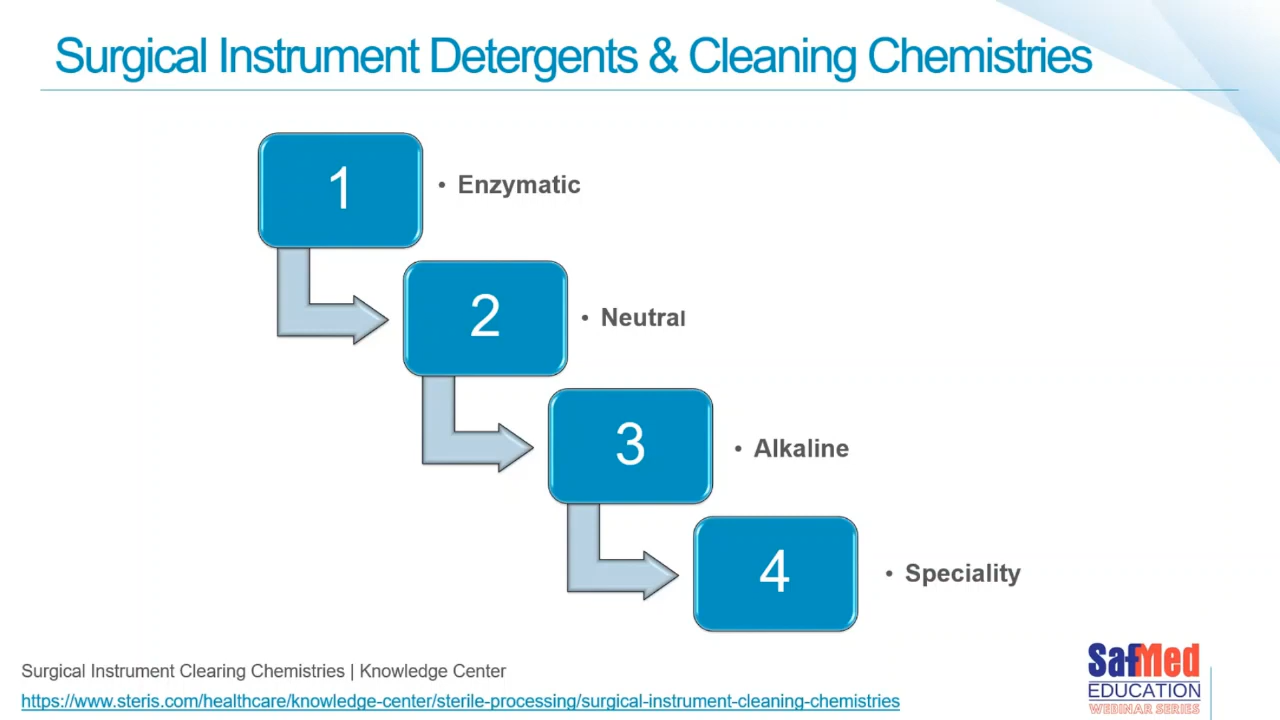 Surgical Instrument Detergents & Cleaning Chemistries
1
• Enzymatic
2
• Neutral
3
• Alkaline
4
• Speciality
Surgical Instrument Clearing Chemistries | Knowledge Center
https://www.steris.com/healthcare/knowledge-center/sterile-processing/surgical-instrument-cleaning-chemistries
SafMed
EDUCATION
WEBINAR SERIES